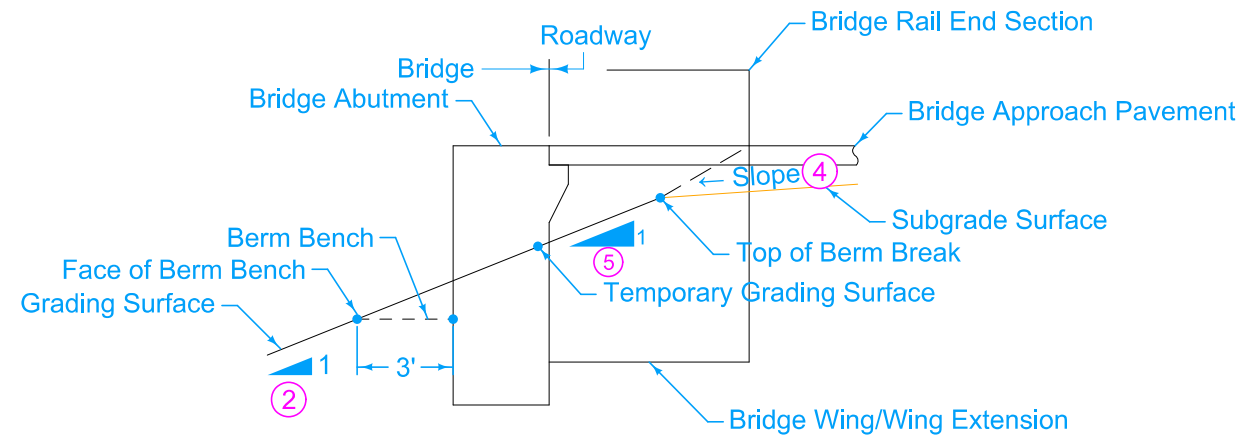 Bridge Rail End Section
Roadway
Bridge
Bridge Abutment
Bridge Approach Pavement
Slope 4
Subgrade Surface
Berm Bench
1
5
Top of Berm Break
Face of Berm Bench
Temporary Grading Surface
Grading Surface
1
2
3'
Bridge Wing/Wing Extension